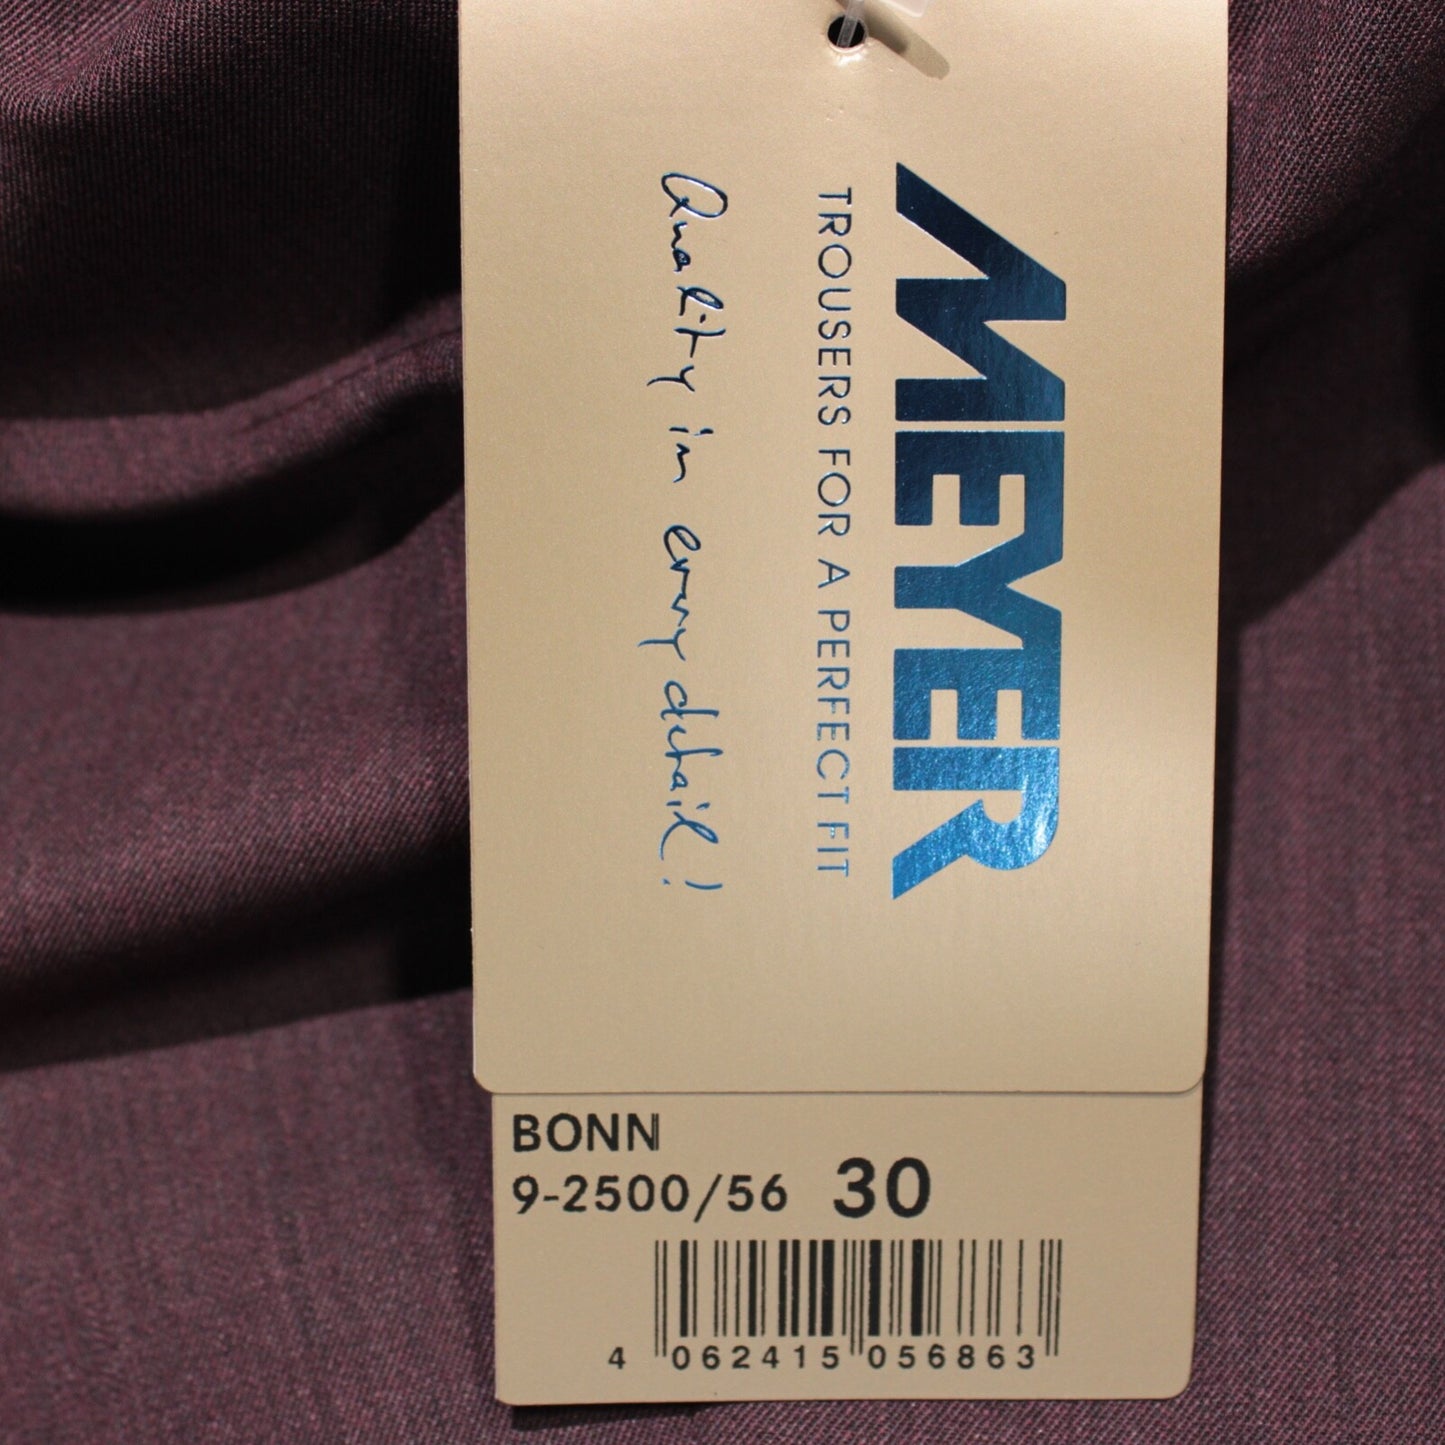 MEYER
TROUSERS FOR A PERFECT FIT
Quality in every detail!
BONN
9-2500/56 30
4 062415 056863